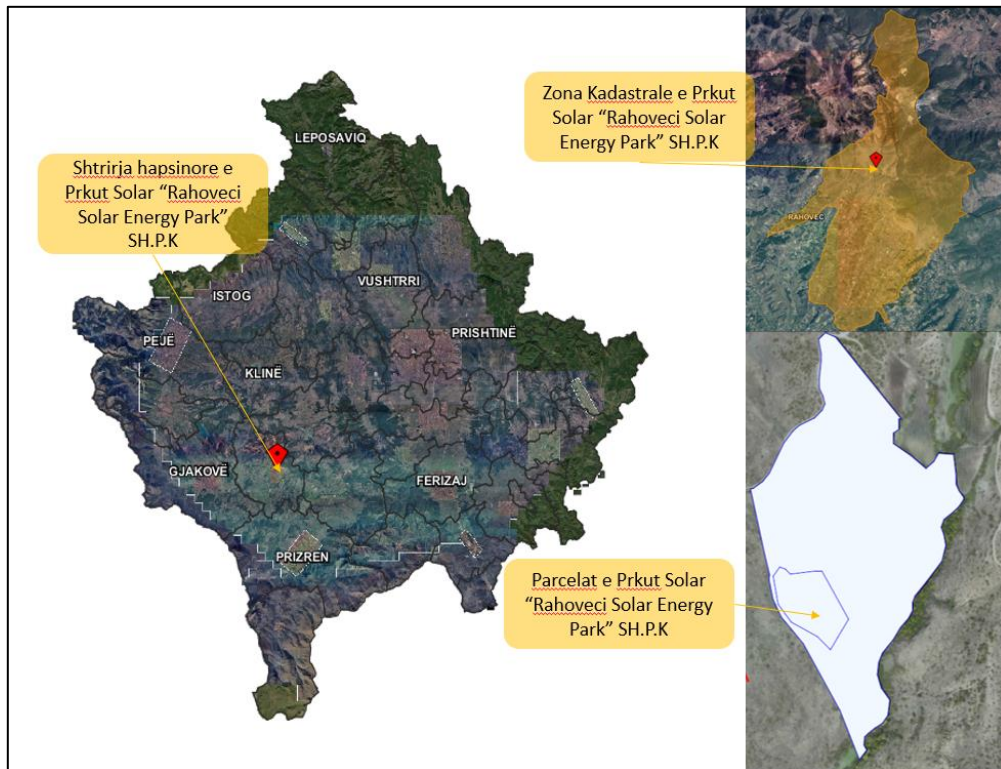 Zona Kadastrale e Prkut
Solar “Rahoveci Solar
Energy Park” SH.P.K
LEPOSAVIQ
Shtrirja hapsinore e
Prkut Solar “Rahoveci
Solar Energy Park”
SH.P.K
RAHOVEC
VUSHTRRI
ISTOG
PRISHTINË
PEJË
KLINË
GJAKOVË
FERIZAJ
PRIZREN
Parcelat e Prkut Solar
“Rahoveci Solar Energy
Park” SH.P.K